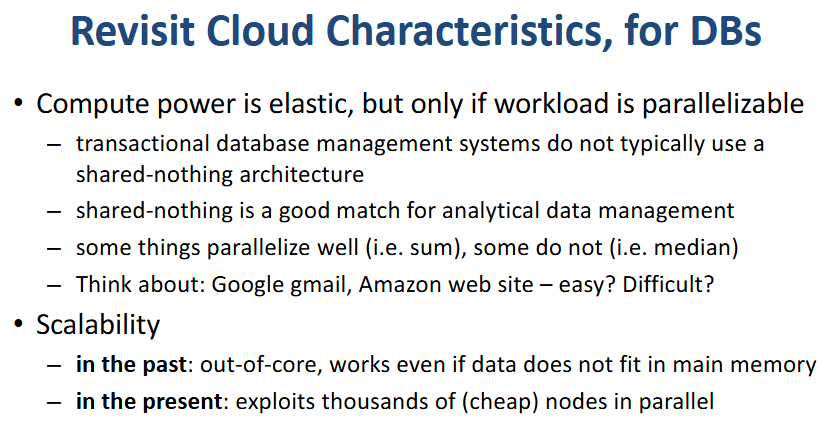 Revisit Cloud Characteristics, for DBs
• Compute power is elastic, but only if workload is parallelizable
– transactional database management systems do not typically use a
shared-nothing architecture
– shared-nothing is a good match for analytical data management
– some things parallelize well (i.e. sum), some do not (i.e. median)
– Think about: Google gmail, Amazon web site – easy? Difficult?
• Scalability
– in the past: out-of-core, works even if data does not fit in main memory
– in the present: exploits thousands of (cheap) nodes in parallel